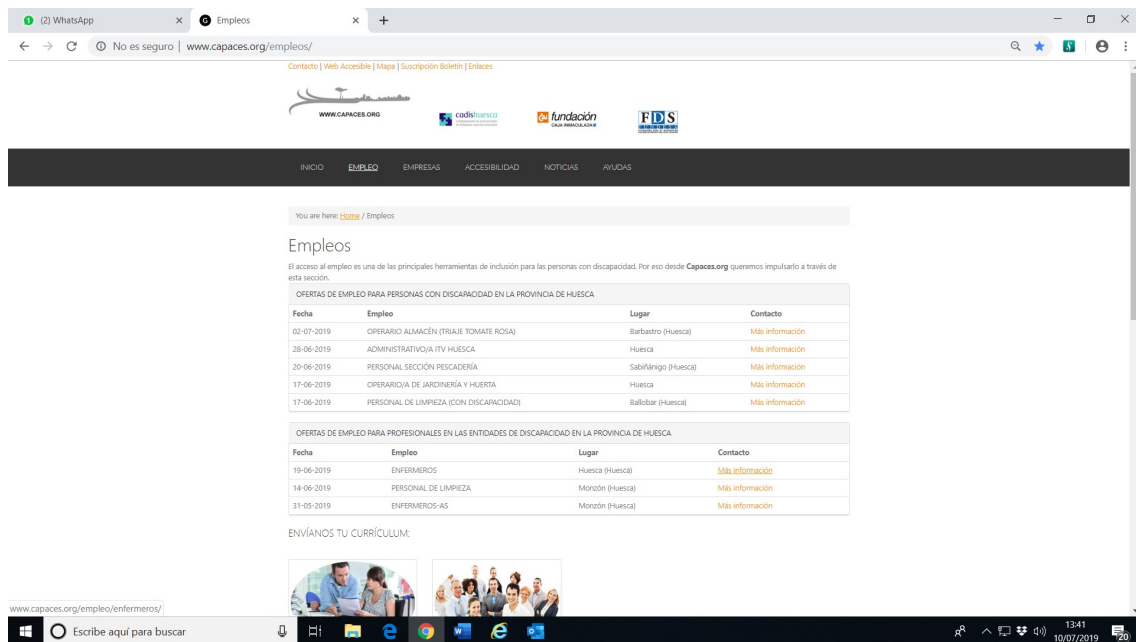 (2) WhatsApp
Empleos
No es seguro | www.capaces.org/empleos/
Contacto | Web Accesible | Mapa | Suscripción Boletín | Enlaces
WWW.CAPACES.ORG
cadishuesca
fundación
CAJA INMACULADA
FDS
INICIO EMPLEO EMPRESAS ACCESIBILIDAD NOTICIAS AYUDAS
You are here: Home / Empleos
Empleos
El acceso al empleo es una de las principales herramientas de inclusión para las personas con discapacidad. Por eso desde Capaces.org queremos impulsarlo a través de
esta sección.
OFERTAS DE EMPLEO PARA PERSONAS CON DISCAPACIDAD EN LA PROVINCIA DE HUESCA
Fecha Empleo Lugar Contacto
02-07-2019 OPERARIO ALMACÉN (TRIAJE TOMATE ROSA) Barbastro (Huesca) Más información
28-06-2019 ADMINISTRATIVO/A ITV HUESCA Huesca Más información
20-06-2019 PERSONAL SECCIÓN PESCADERÍA Sabiñánigo (Huesca) Más información
17-06-2019 OPERARIO/A DE JARDINERÍA Y HUERTA Huesca Más información
17-06-2019 PERSONAL DE LIMPIEZA (CON DISCAPACIDAD) Ballobar (Huesca) Más información
OFERTAS DE EMPLEO PARA PROFESIONALES EN LAS ENTIDADES DE DISCAPACIDAD EN LA PROVINCIA DE HUESCA
Fecha Empleo Lugar Contacto
19-06-2019 ENFERMEROS Huesca (Huesca) Más información
14-06-2019 PERSONAL DE LIMPIEZA Monzón (Huesca) Más información
31-05-2019 ENFERMEROS-AS Monzón (Huesca) Más información
ENVÍANOS TU CURRÍCULUM:
www.capaces.org/empleo/enfermeros/
Escribe aquí para buscar
13:41
10/07/2019
20